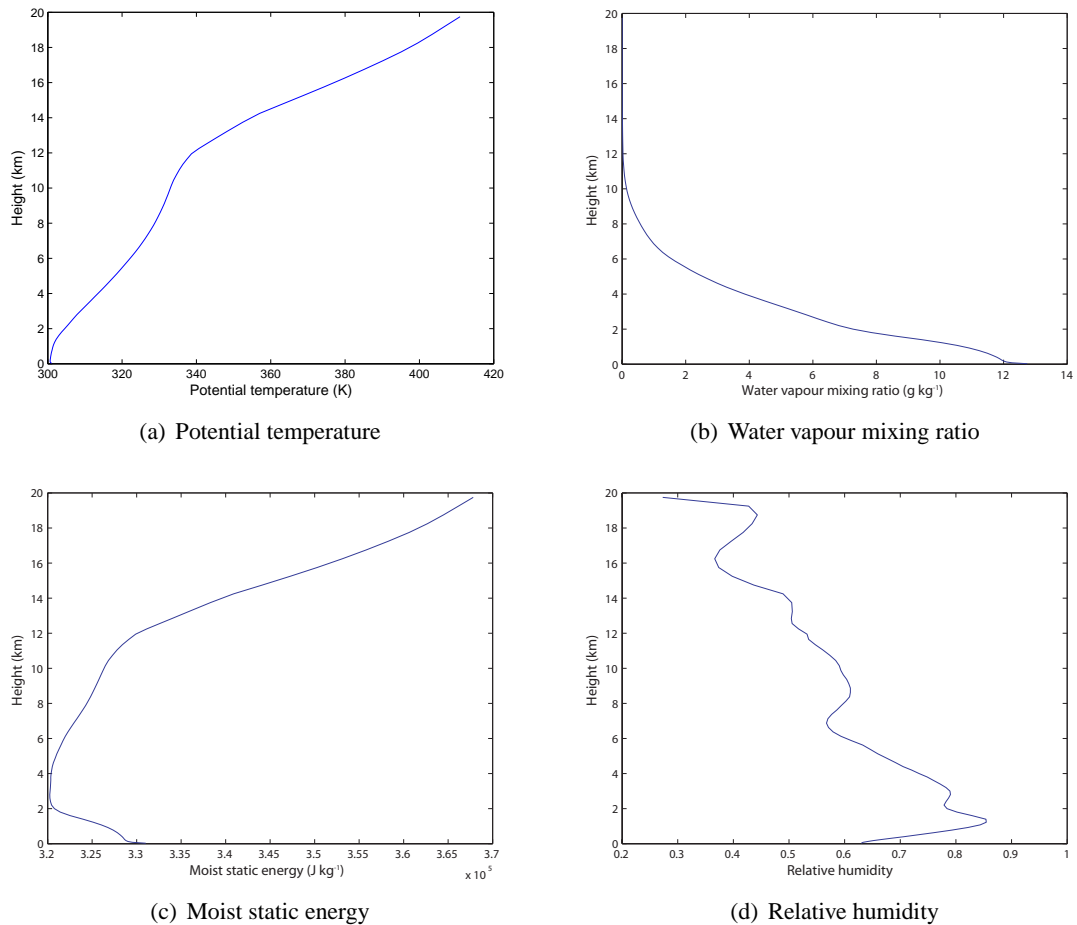 20
18
16
14
12
10
8
6
4
2
0
Height (km)
300 320 340 360 380 400 420
Potential temperature (K)
(a) Potential temperature
20
18
16
14
12
10
8
6
4
2
0
Height (km)
0 2 4 6 8 10 12 14
Water vapour mixing ratio (g kg⁻¹)
(b) Water vapour mixing ratio
20
18
16
14
12
10
8
6
4
2
0
Height (km)
3.2 3.25 3.3 3.35 3.4 3.45 3.5 3.55 3.6 3.65 3.7
Moist static energy (J kg⁻¹)
x 10⁵
(c) Moist static energy
20
18
16
14
12
10
8
6
4
2
0
Height (km)
0.2 0.3 0.4 0.5 0.6 0.7 0.8 0.9 1
Relative humidity
(d) Relative humidity